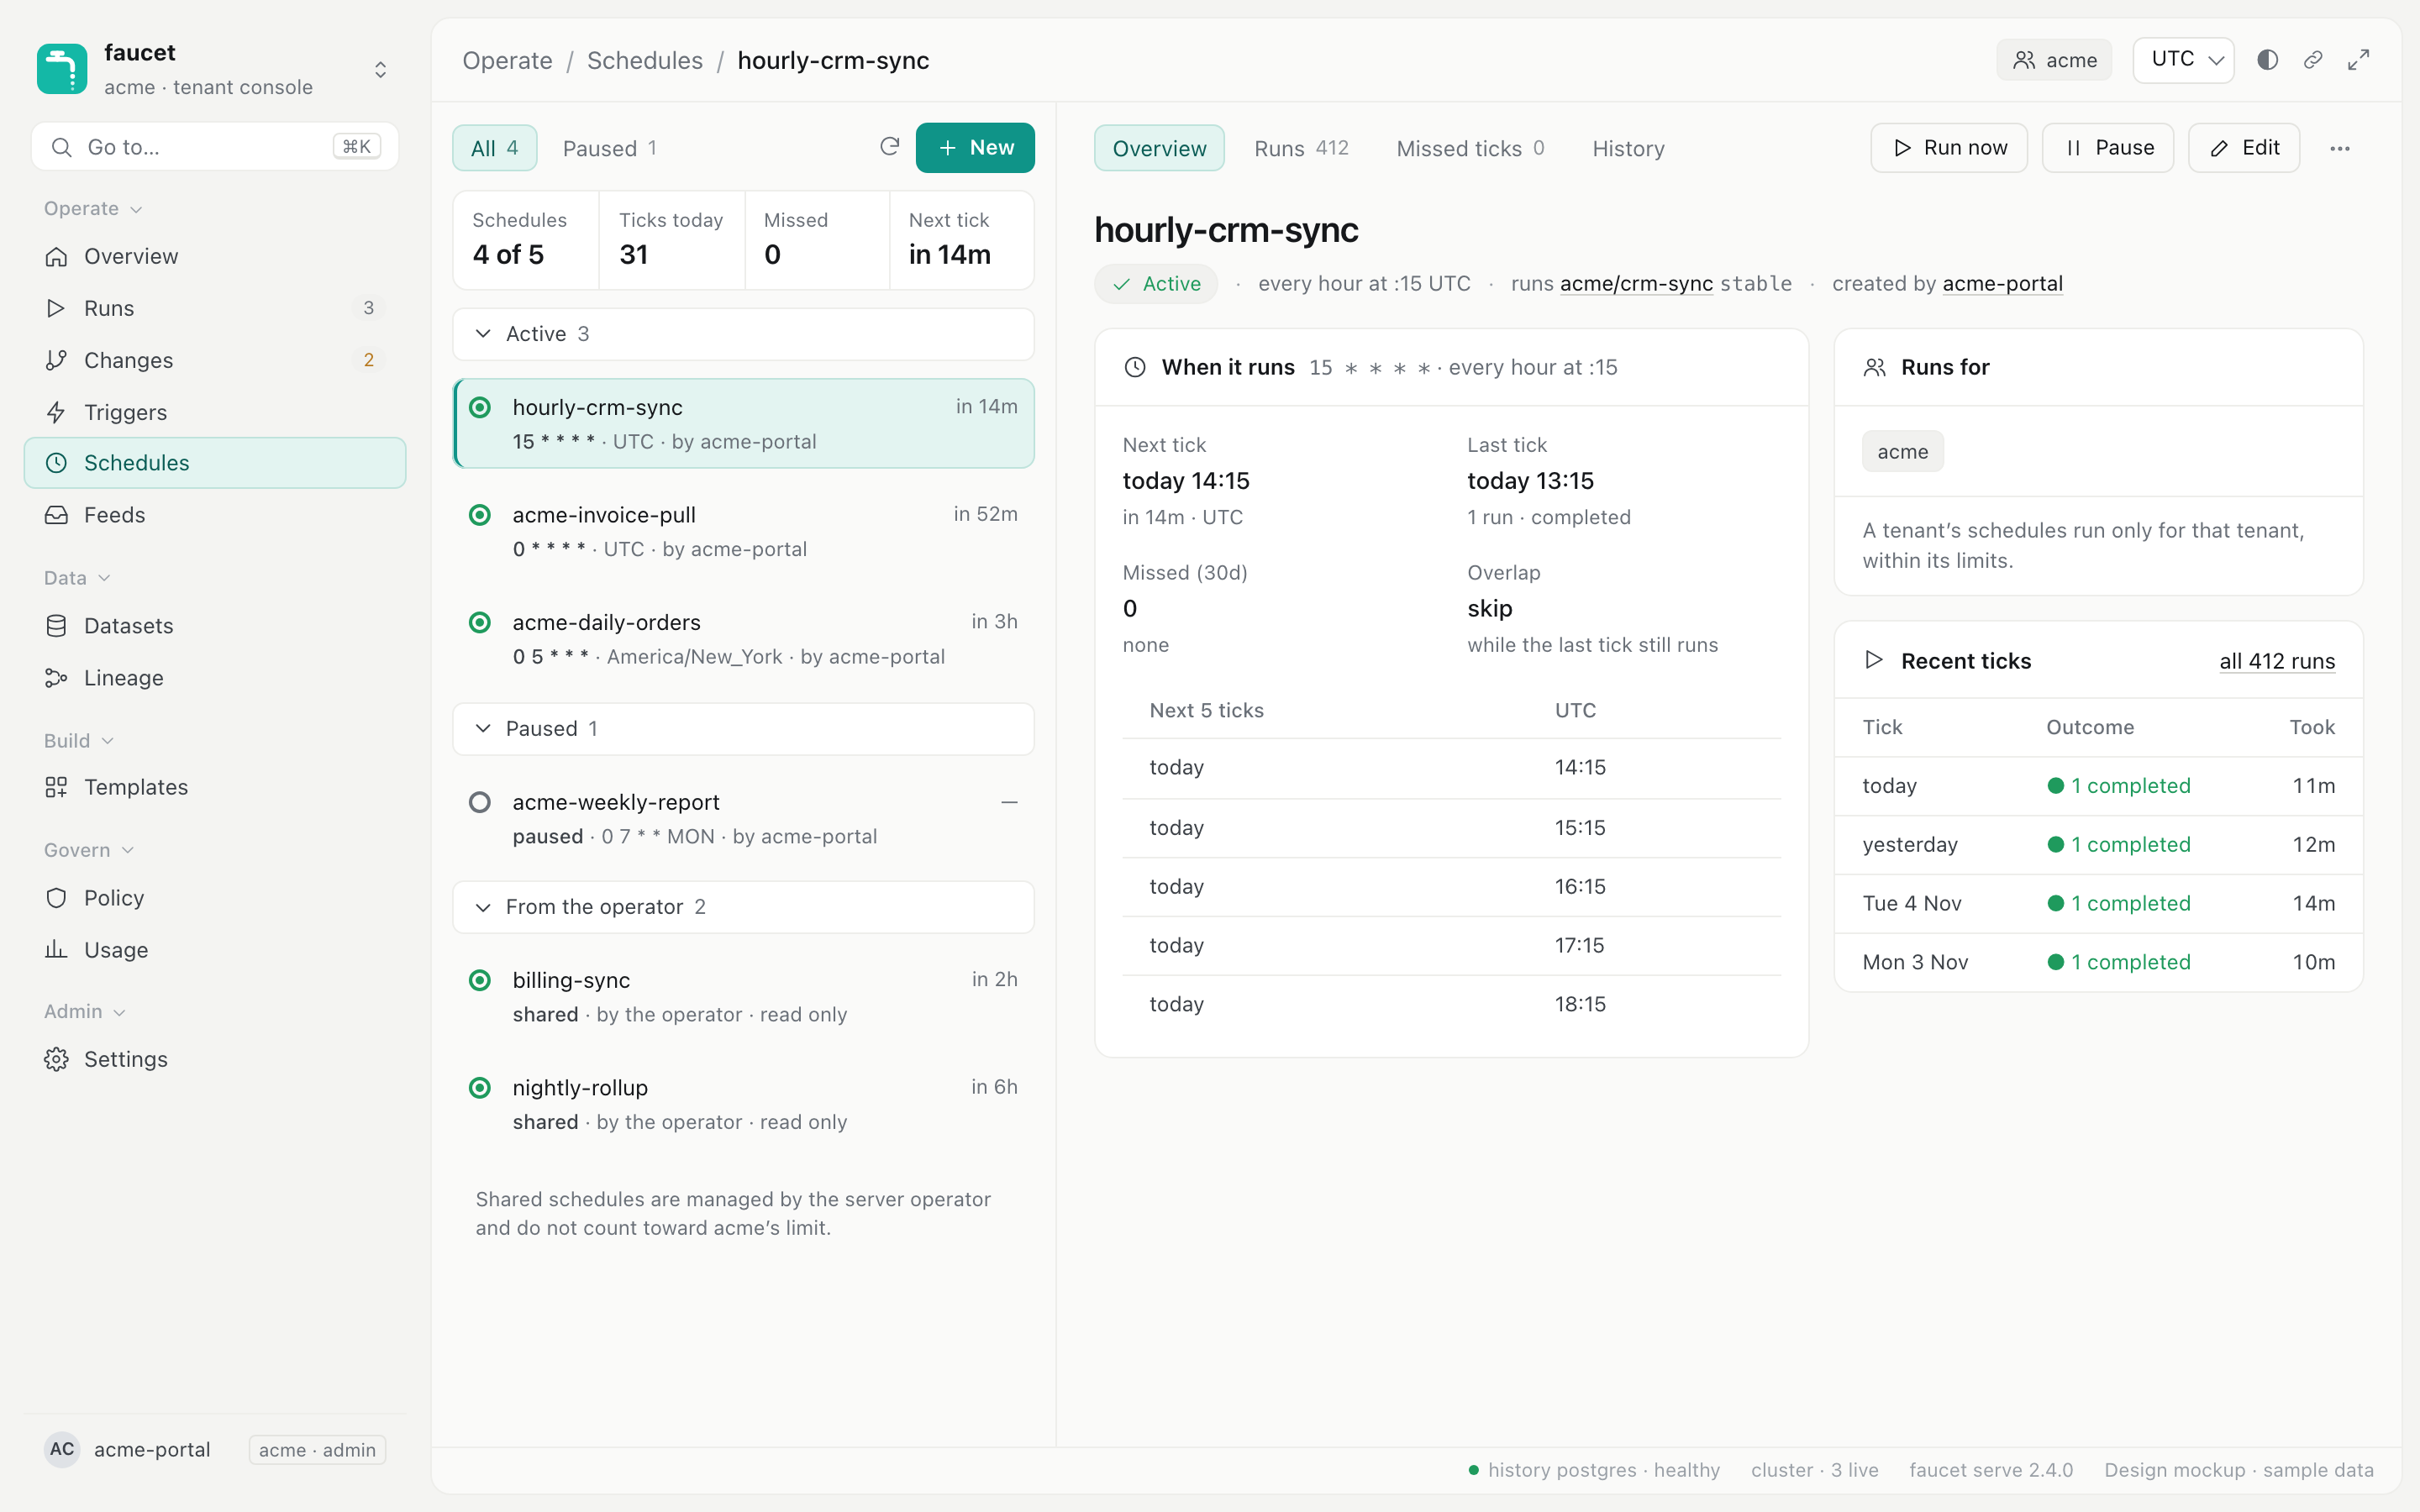 faucet
acme · tenant console
Go to...
⌘K
Operate
Overview
Runs 3
Changes 2
Triggers
Schedules
Feeds
Data
Datasets
Lineage
Build
Templates
Govern
Policy
Usage
Admin
Settings
AC acme-portal acme · admin
Operate / Schedules / hourly-crm-sync
acme
UTC
All 4
Paused 1
New
Schedules
4 of 5
Ticks today
31
Missed
0
Next tick
in 14m
Active 3
hourly-crm-sync in 14m
15 * * * * · UTC · by acme-portal
acme-invoice-pull in 52m
0 * * * * · UTC · by acme-portal
acme-daily-orders in 3h
0 5 * * * · America/New_York · by acme-portal
Paused 1
acme-weekly-report —
paused · 0 7 * * MON · by acme-portal
From the operator 2
billing-sync in 2h
shared · by the operator · read only
nightly-rollup in 6h
shared · by the operator · read only
Shared schedules are managed by the server operator
and do not count toward acme’s limit.
Overview
Runs 412
Missed ticks 0
History
Run now
Pause
Edit
hourly-crm-sync
Active · every hour at :15 UTC · runs acme/crm-sync stable · created by acme-portal
When it runs 15 * * * * · every hour at :15
Next tick
today 14:15
in 14m · UTC
Last tick
today 13:15
1 run · completed
Missed (30d)
0
none
Overlap
skip
while the last tick still runs
Next 5 ticks UTC
today 14:15
today 15:15
today 16:15
today 17:15
today 18:15
Runs for
acme
A tenant’s schedules run only for that tenant,
within its limits.
Recent ticks all 412 runs
Tick Outcome Took
today 1 completed 11m
yesterday 1 completed 12m
Tue 4 Nov 1 completed 14m
Mon 3 Nov 1 completed 10m
history postgres · healthy
cluster · 3 live
faucet serve 2.4.0
Design mockup · sample data